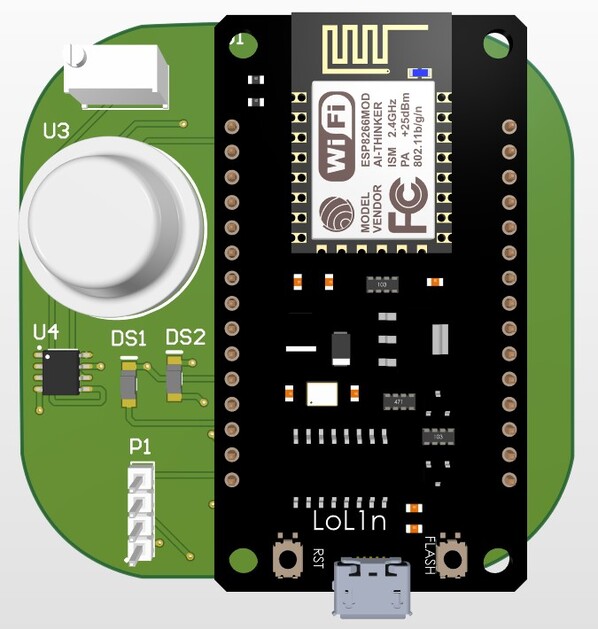 U3
WiFi
ESP8266MOD
AI-THINKER
ISM 2.4GHz
PA +25dBm
802.11b/g/n
MODEL
VENDOR
FC
103
U4
DS1
DS2
471
103
P1
LoL1n
RST
FLASH